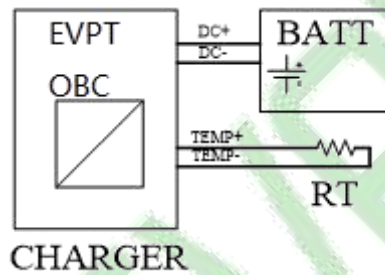 EVPT
OBC
DC+
DC-
BATT
+
-
TEMP+
TEMP-
RT
CHARGER